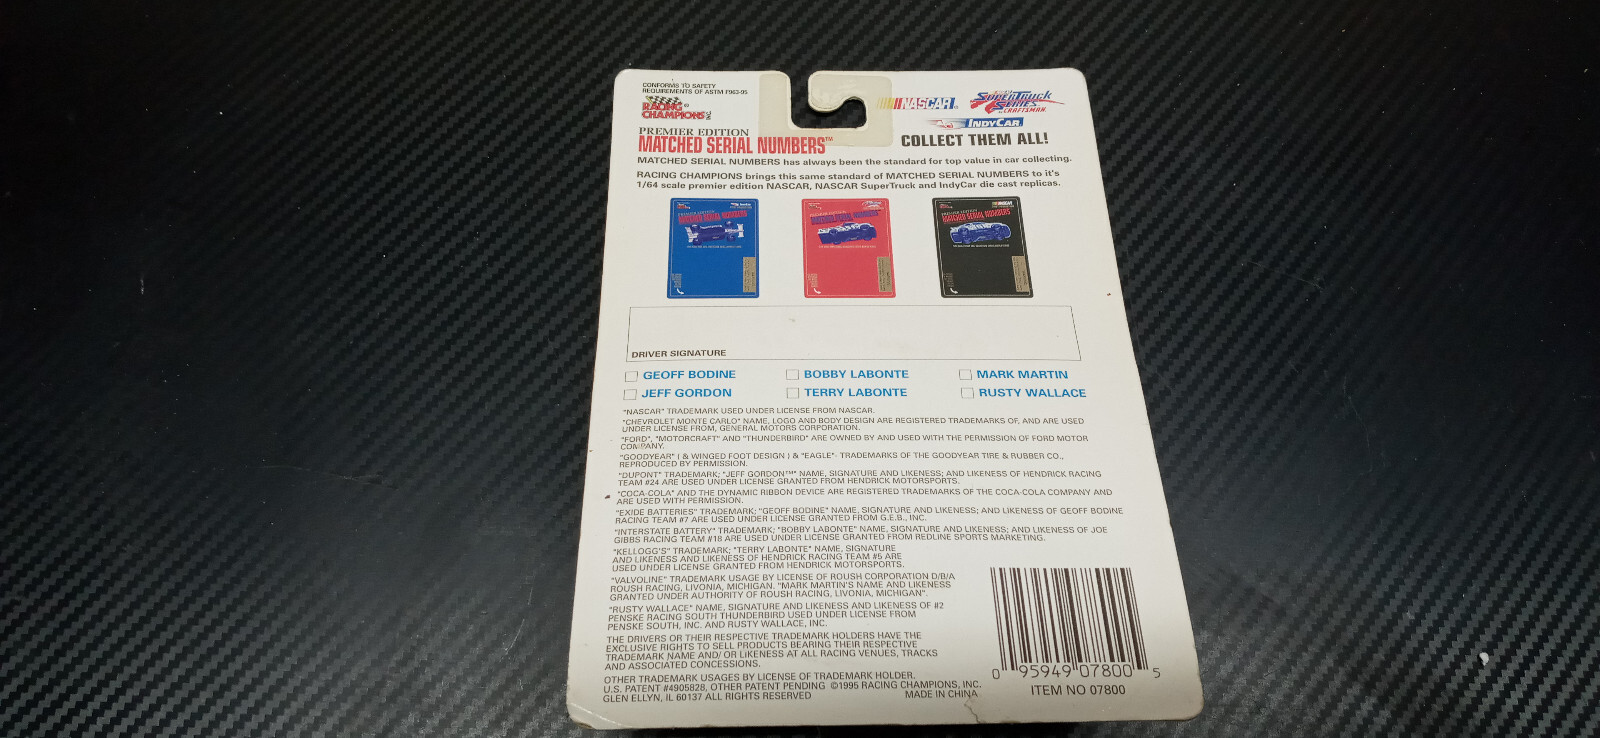 CONFORMS TO SAFETY
REQUIREMENTS OF ASTM F963-95
RACING
CHAMPIONS INC.
NASCAR
SUPERTRUCK
SERIES
BY CRAFTSMAN
INDYCAR
PREMIER EDITION
MATCHED SERIAL NUMBERS™
COLLECT THEM ALL!
MATCHED SERIAL NUMBERS has always been the standard for top value in car collecting.
RACING CHAMPIONS brings this same standard of MATCHED SERIAL NUMBERS to it's
1/64 scale premier edition NASCAR, NASCAR SuperTruck and IndyCar die cast replicas.
PREMIER EDITION
MATCHED SERIAL NUMBERS
PREMIER EDITION
MATCHED SERIAL NUMBERS
NASCAR
PREMIER EDITION
MATCHED SERIAL NUMBERS
DRIVER SIGNATURE
GEOFF BODINE
BOBBY LABONTE
MARK MARTIN
JEFF GORDON
TERRY LABONTE
RUSTY WALLACE
"NASCAR" TRADEMARK USED UNDER LICENSE FROM NASCAR.
"CHEVROLET MONTE CARLO" NAME, LOGO AND BODY DESIGN ARE REGISTERED TRADEMARKS OF, AND ARE USED
UNDER LICENSE FROM, GENERAL MOTORS CORPORATION.
"FORD", "MOTORCRAFT" AND "THUNDERBIRD" ARE OWNED BY AND USED WITH THE PERMISSION OF FORD MOTOR
COMPANY.
"GOODYEAR" ( & WINGED FOOT DESIGN ) & "EAGLE"- TRADEMARKS OF THE GOODYEAR TIRE & RUBBER CO.,
REPRODUCED BY PERMISSION.
"DUPONT" TRADEMARK; "JEFF GORDON™" NAME, SIGNATURE AND LIKENESS; AND LIKENESS OF HENDRICK RACING
TEAM #24 ARE USED UNDER LICENSE GRANTED FROM HENDRICK MOTORSPORTS.
"COCA-COLA" AND THE DYNAMIC RIBBON DEVICE ARE REGISTERED TRADEMARKS OF THE COCA-COLA COMPANY AND
ARE USED WITH PERMISSION.
"EXIDE BATTERIES" TRADEMARK; "GEOFF BODINE" NAME, SIGNATURE AND LIKENESS; AND LIKENESS OF GEOFF BODINE
RACING TEAM #7 ARE USED UNDER LICENSE GRANTED FROM G.E.B., INC.
"INTERSTATE BATTERY" TRADEMARK; "BOBBY LABONTE" NAME, SIGNATURE AND LIKENESS; AND LIKENESS OF JOE
GIBBS RACING TEAM #18 ARE USED UNDER LICENSE GRANTED FROM REDLINE SPORTS MARKETING.
"KELLOGG'S" TRADEMARK; "TERRY LABONTE" NAME, SIGNATURE
AND LIKENESS AND LIKENESS OF HENDRICK RACING TEAM #5 ARE
USED UNDER LICENSE GRANTED FROM HENDRICK MOTORSPORTS.
"VALVOLINE" TRADEMARK USAGE BY LICENSE OF ROUSH CORPORATION D/B/A
ROUSH RACING, LIVONIA, MICHIGAN. "MARK MARTIN'S NAME AND LIKENESS
GRANTED UNDER AUTHORITY OF ROUSH RACING, LIVONIA, MICHIGAN".
"RUSTY WALLACE" NAME, SIGNATURE AND LIKENESS AND LIKENESS OF #2
PENSKE RACING SOUTH THUNDERBIRD USED UNDER LICENSE FROM
PENSKE SOUTH, INC. AND RUSTY WALLACE, INC.
THE DRIVERS OR THEIR RESPECTIVE TRADEMARK HOLDERS HAVE THE
EXCLUSIVE RIGHTS TO SELL PRODUCTS BEARING THEIR RESPECTIVE
TRADEMARK NAME AND/ OR LIKENESS AT ALL RACING VENUES, TRACKS
AND ASSOCIATED CONCESSIONS.
OTHER TRADEMARK USAGES BY LICENSE OF TRADEMARK HOLDER.
U.S. PATENT #4905828, OTHER PATENT PENDING ©1995 RACING CHAMPIONS, INC.
GLEN ELLYN, IL 60137 ALL RIGHTS RESERVED MADE IN CHINA
0 95949 07800 5
ITEM NO 07800